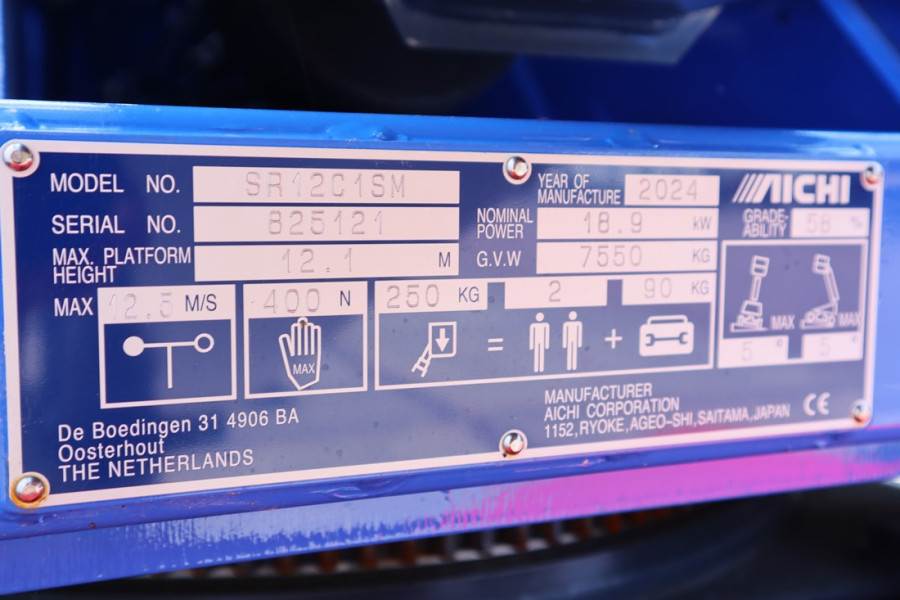 MODEL NO. SR12C1SM
YEAR OF MANUFACTURE 2024
AICHI
SERIAL NO. 825121
NOMINAL POWER 18.9 kW
GRADE-ABILITY 58 %
MAX. PLATFORM HEIGHT 12.1 M
G.V.W 7550 KG
MAX 12.5 M/S
400 N
250 KG
2
90 KG
MAX
= +
MAX MAX
5 ° 5 °
De Boedingen 31 4906 BA
Oosterhout
THE NETHERLANDS
MANUFACTURER
AICHI CORPORATION
1152, RYOKE, AGEO-SHI, SAITAMA, JAPAN
CE